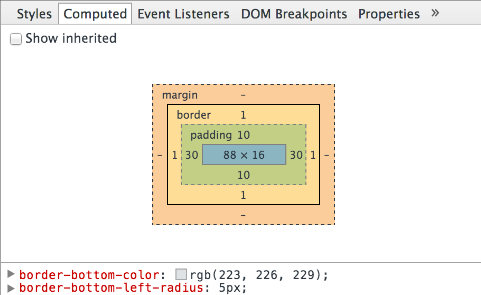 Styles Computed Event Listeners DOM Breakpoints Properties »
Show inherited
margin -
border 1
padding 10
- 1 30 88 × 16 30 1 -
10
1
-
border-bottom-color: rgb(223, 226, 229);
border-bottom-left-radius: 5px;